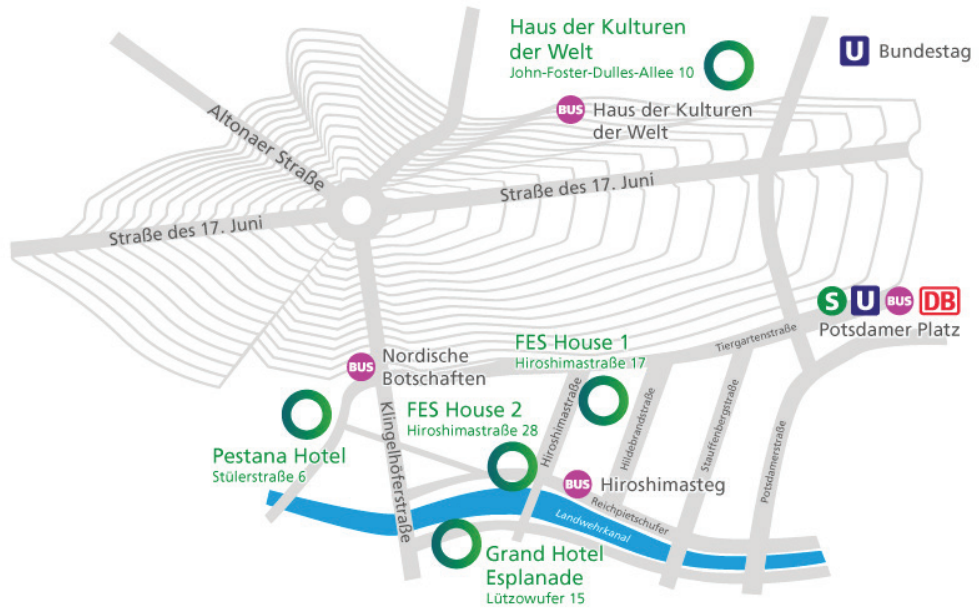 Haus der Kulturen
der Welt
John-Foster-Dulles-Allee 10
U Bundestag
BUS Haus der Kulturen
der Welt
Altonaer Straße
Straße des 17. Juni
Straße des 17. Juni
S U BUS DB
Potsdamer Platz
Tiergartenstraße
FES House 1
Hiroshimastraße 17
BUS Nordische
Botschaften
FES House 2
Hiroshimastraße 28
Klingelhöferstraße
Hiroshimastraße
Hildebrandstraße
Stauffenbergstraße
Potsdamerstraße
Pestana Hotel
Stülerstraße 6
BUS Hiroshimasteg
Reichpietschufer
Landwehrkanal
Grand Hotel
Esplanade
Lützowufer 15